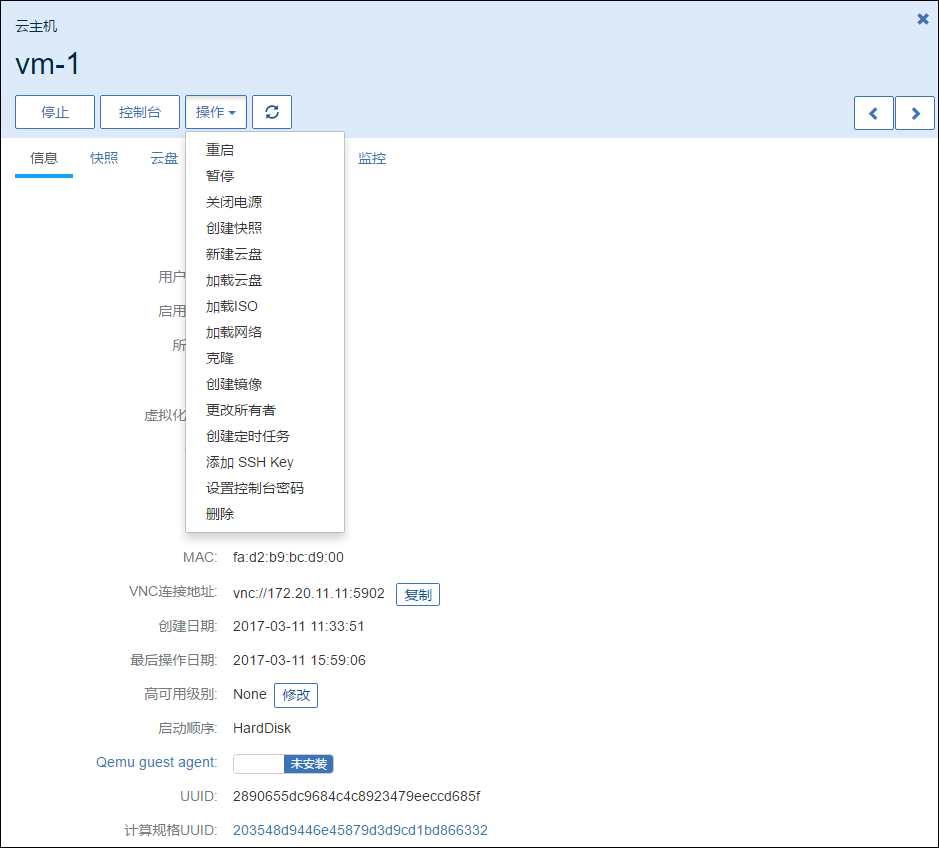 云主机
vm-1
停止 控制台 操作
信息 快照 云盘 监控
重启
暂停
关闭电源
创建快照
新建云盘
加载云盘
加载ISO
加载网络
克隆
创建镜像
更改所有者
创建定时任务
添加 SSH Key
设置控制台密码
删除
用户
启用
所
虚拟化
MAC: fa:d2:b9:bc:d9:00
VNC连接地址: vnc://172.20.11.11:5902 复制
创建日期: 2017-03-11 11:33:51
最后操作日期: 2017-03-11 15:59:06
高可用级别: None 修改
启动顺序: HardDisk
Qemu guest agent: 未安装
UUID: 2890655dc9684c4c8923479eeccd685f
计算规格UUID: 203548d9446e45879d3d9cd1bd866332